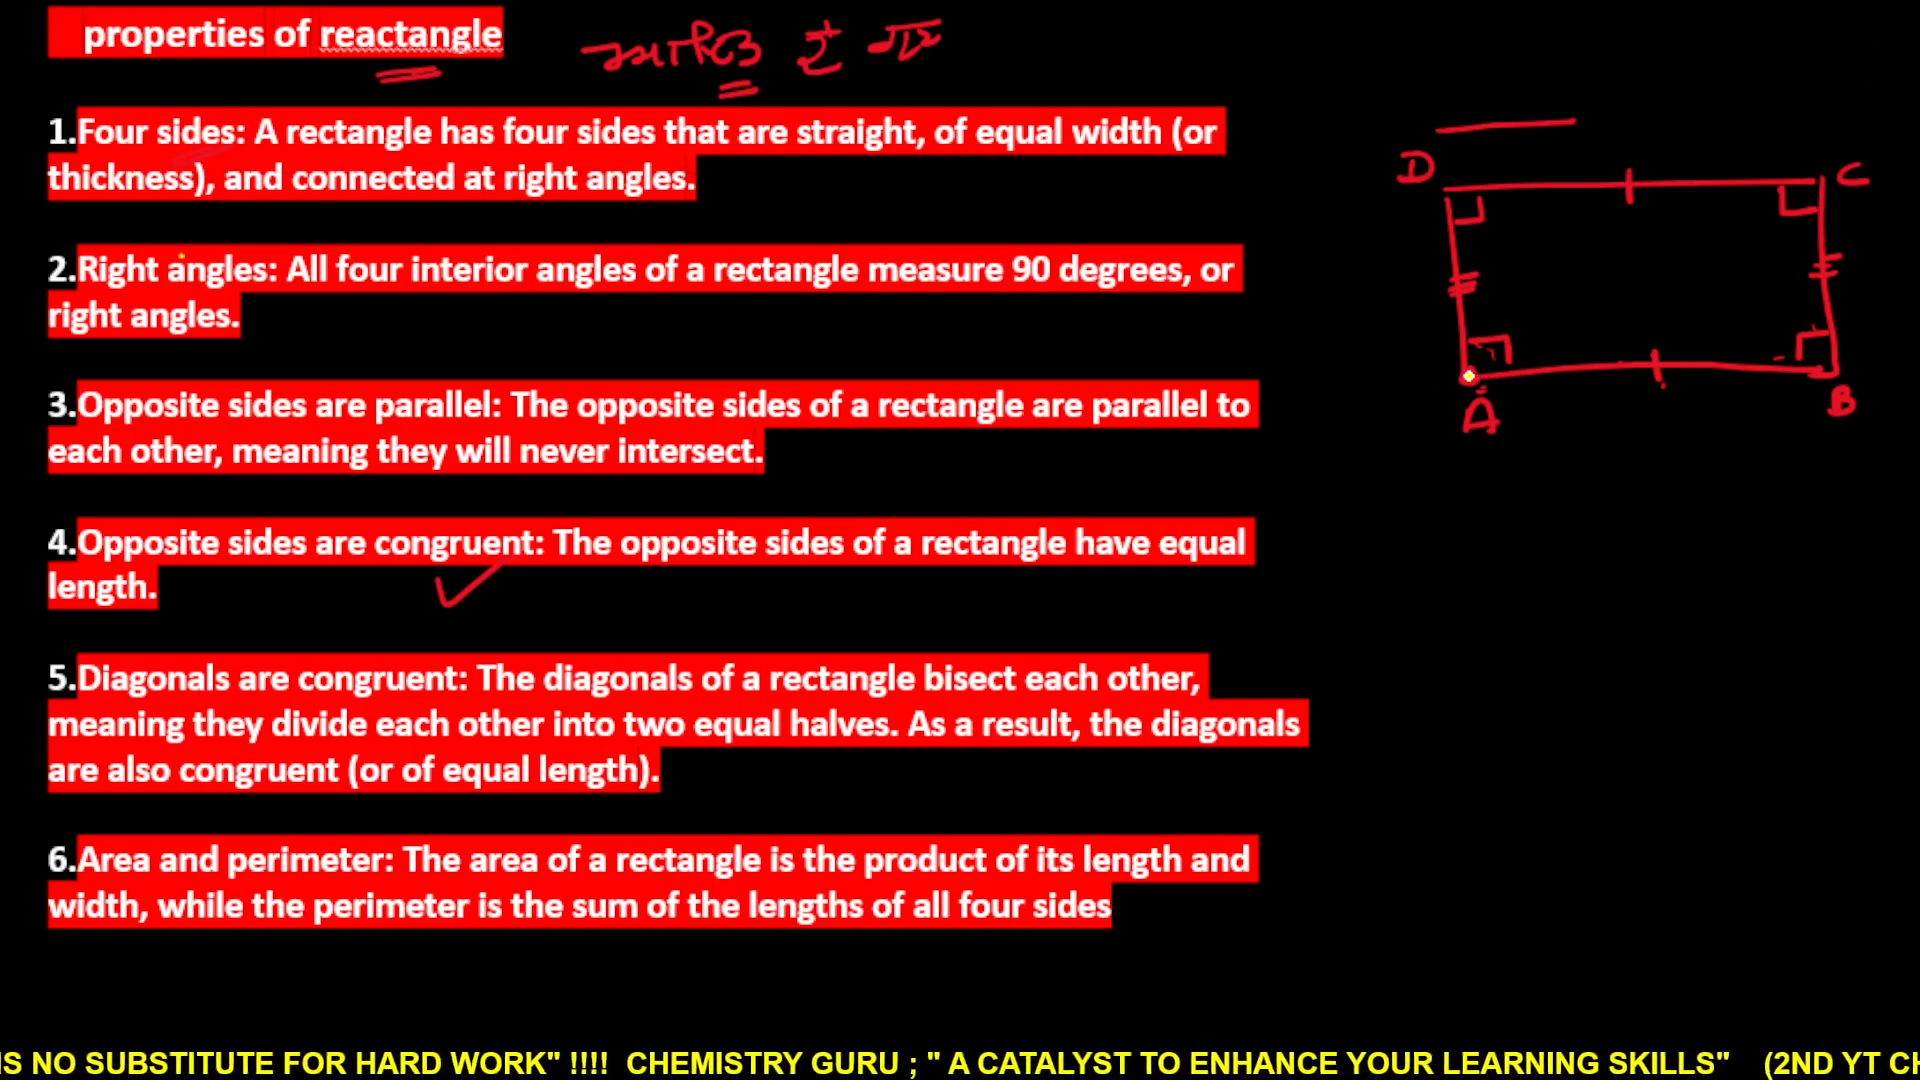 properties of reactangle
1.Four sides: A rectangle has four sides that are straight, of equal width (or
thickness), and connected at right angles.
2.Right angles: All four interior angles of a rectangle measure 90 degrees, or
right angles.
3.Opposite sides are parallel: The opposite sides of a rectangle are parallel to
each other, meaning they will never intersect.
4.Opposite sides are congruent: The opposite sides of a rectangle have equal
length.
5.Diagonals are congruent: The diagonals of a rectangle bisect each other,
meaning they divide each other into two equal halves. As a result, the diagonals
are also congruent (or of equal length).
6.Area and perimeter: The area of a rectangle is the product of its length and
width, while the perimeter is the sum of the lengths of all four sides
D
C
A
B
IS NO SUBSTITUTE FOR HARD WORK" !!!! CHEMISTRY GURU ; " A CATALYST TO ENHANCE YOUR LEARNING SKILLS" (2ND YT CH